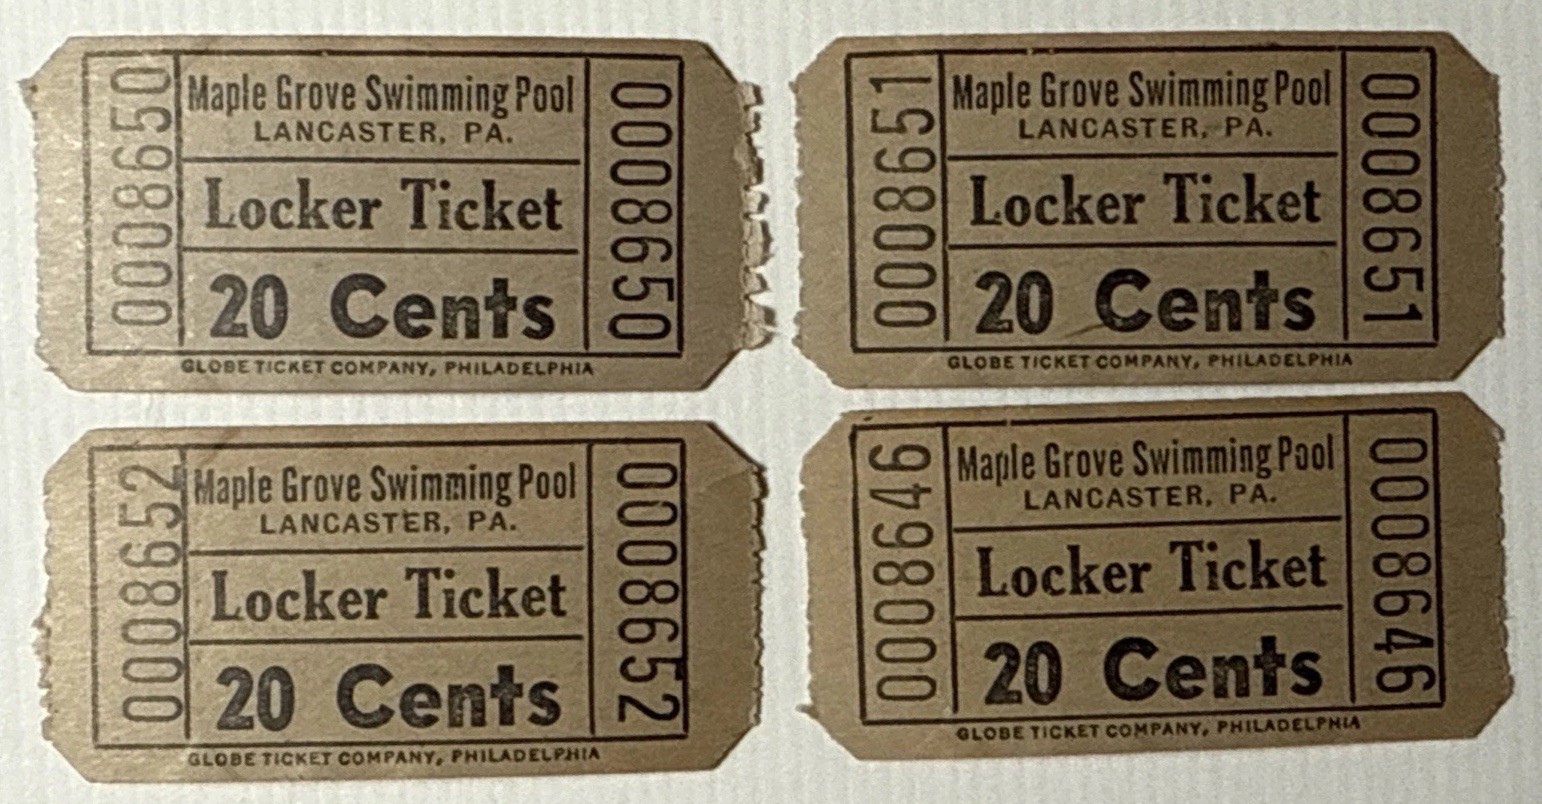 0008650
Maple Grove Swimming Pool
LANCASTER, PA.
Locker Ticket
20 Cents
0008650
GLOBE TICKET COMPANY, PHILADELPHIA
0008651
Maple Grove Swimming Pool
LANCASTER, PA.
Locker Ticket
20 Cents
0008651
GLOBE TICKET COMPANY, PHILADELPHIA
0008652
Maple Grove Swimming Pool
LANCASTER, PA.
Locker Ticket
20 Cents
0008652
GLOBE TICKET COMPANY, PHILADELPHIA
0008646
Maple Grove Swimming Pool
LANCASTER, PA.
Locker Ticket
20 Cents
0008646
GLOBE TICKET COMPANY, PHILADELPHIA